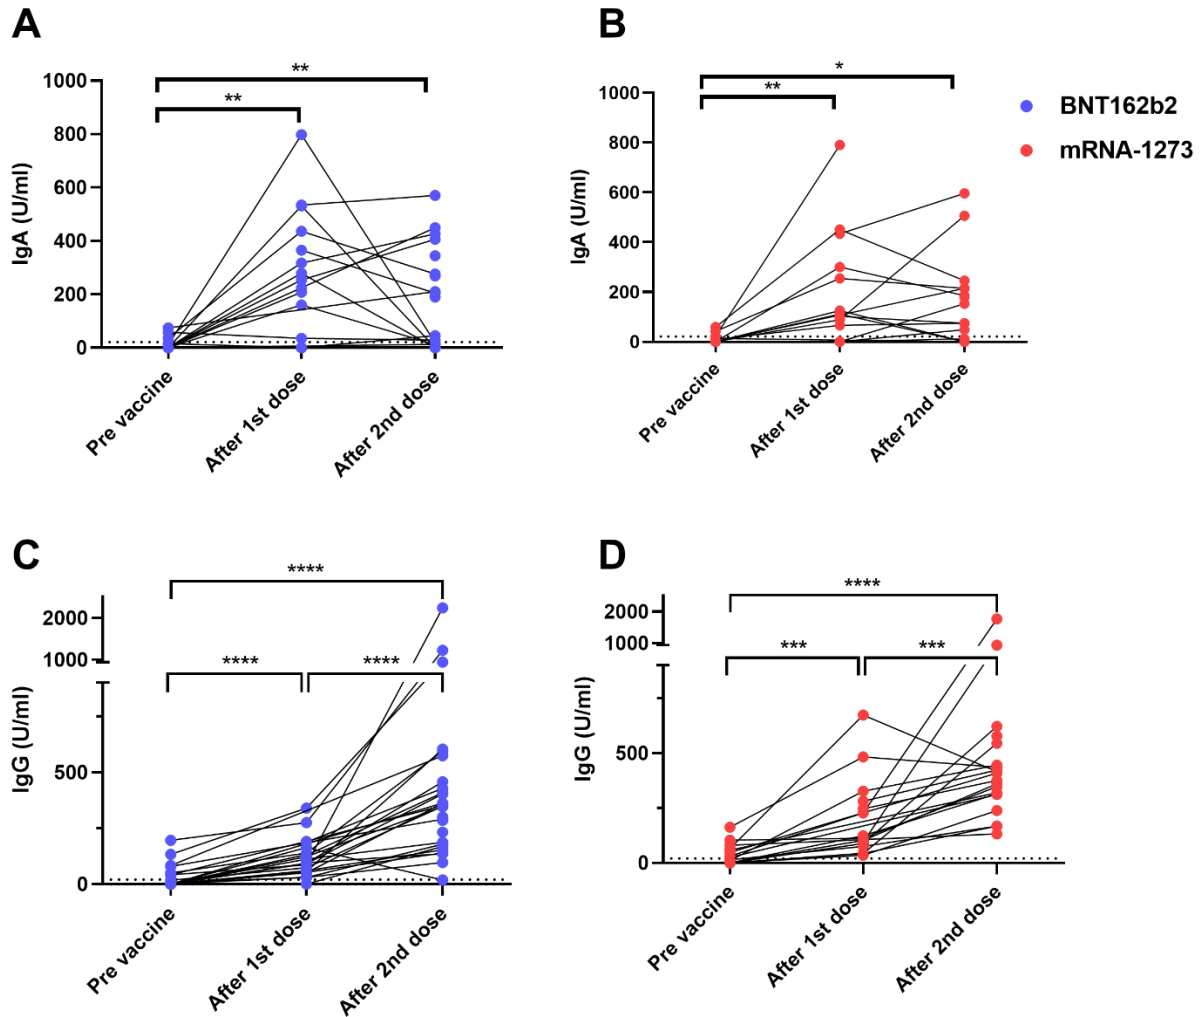 A
IgA (U/ml)
1000
800
600
400
200
0
**
**
Pre vaccine
After 1st dose
After 2nd dose
B
IgA (U/ml)
1000
800
600
400
200
0
*
**
Pre vaccine
After 1st dose
After 2nd dose
BNT162b2
mRNA-1273
C
IgG (U/ml)
2000
1000
500
0
****
****
****
Pre vaccine
After 1st dose
After 2nd dose
D
IgG (U/ml)
2000
1000
500
0
****
***
***
Pre vaccine
After 1st dose
After 2nd dose